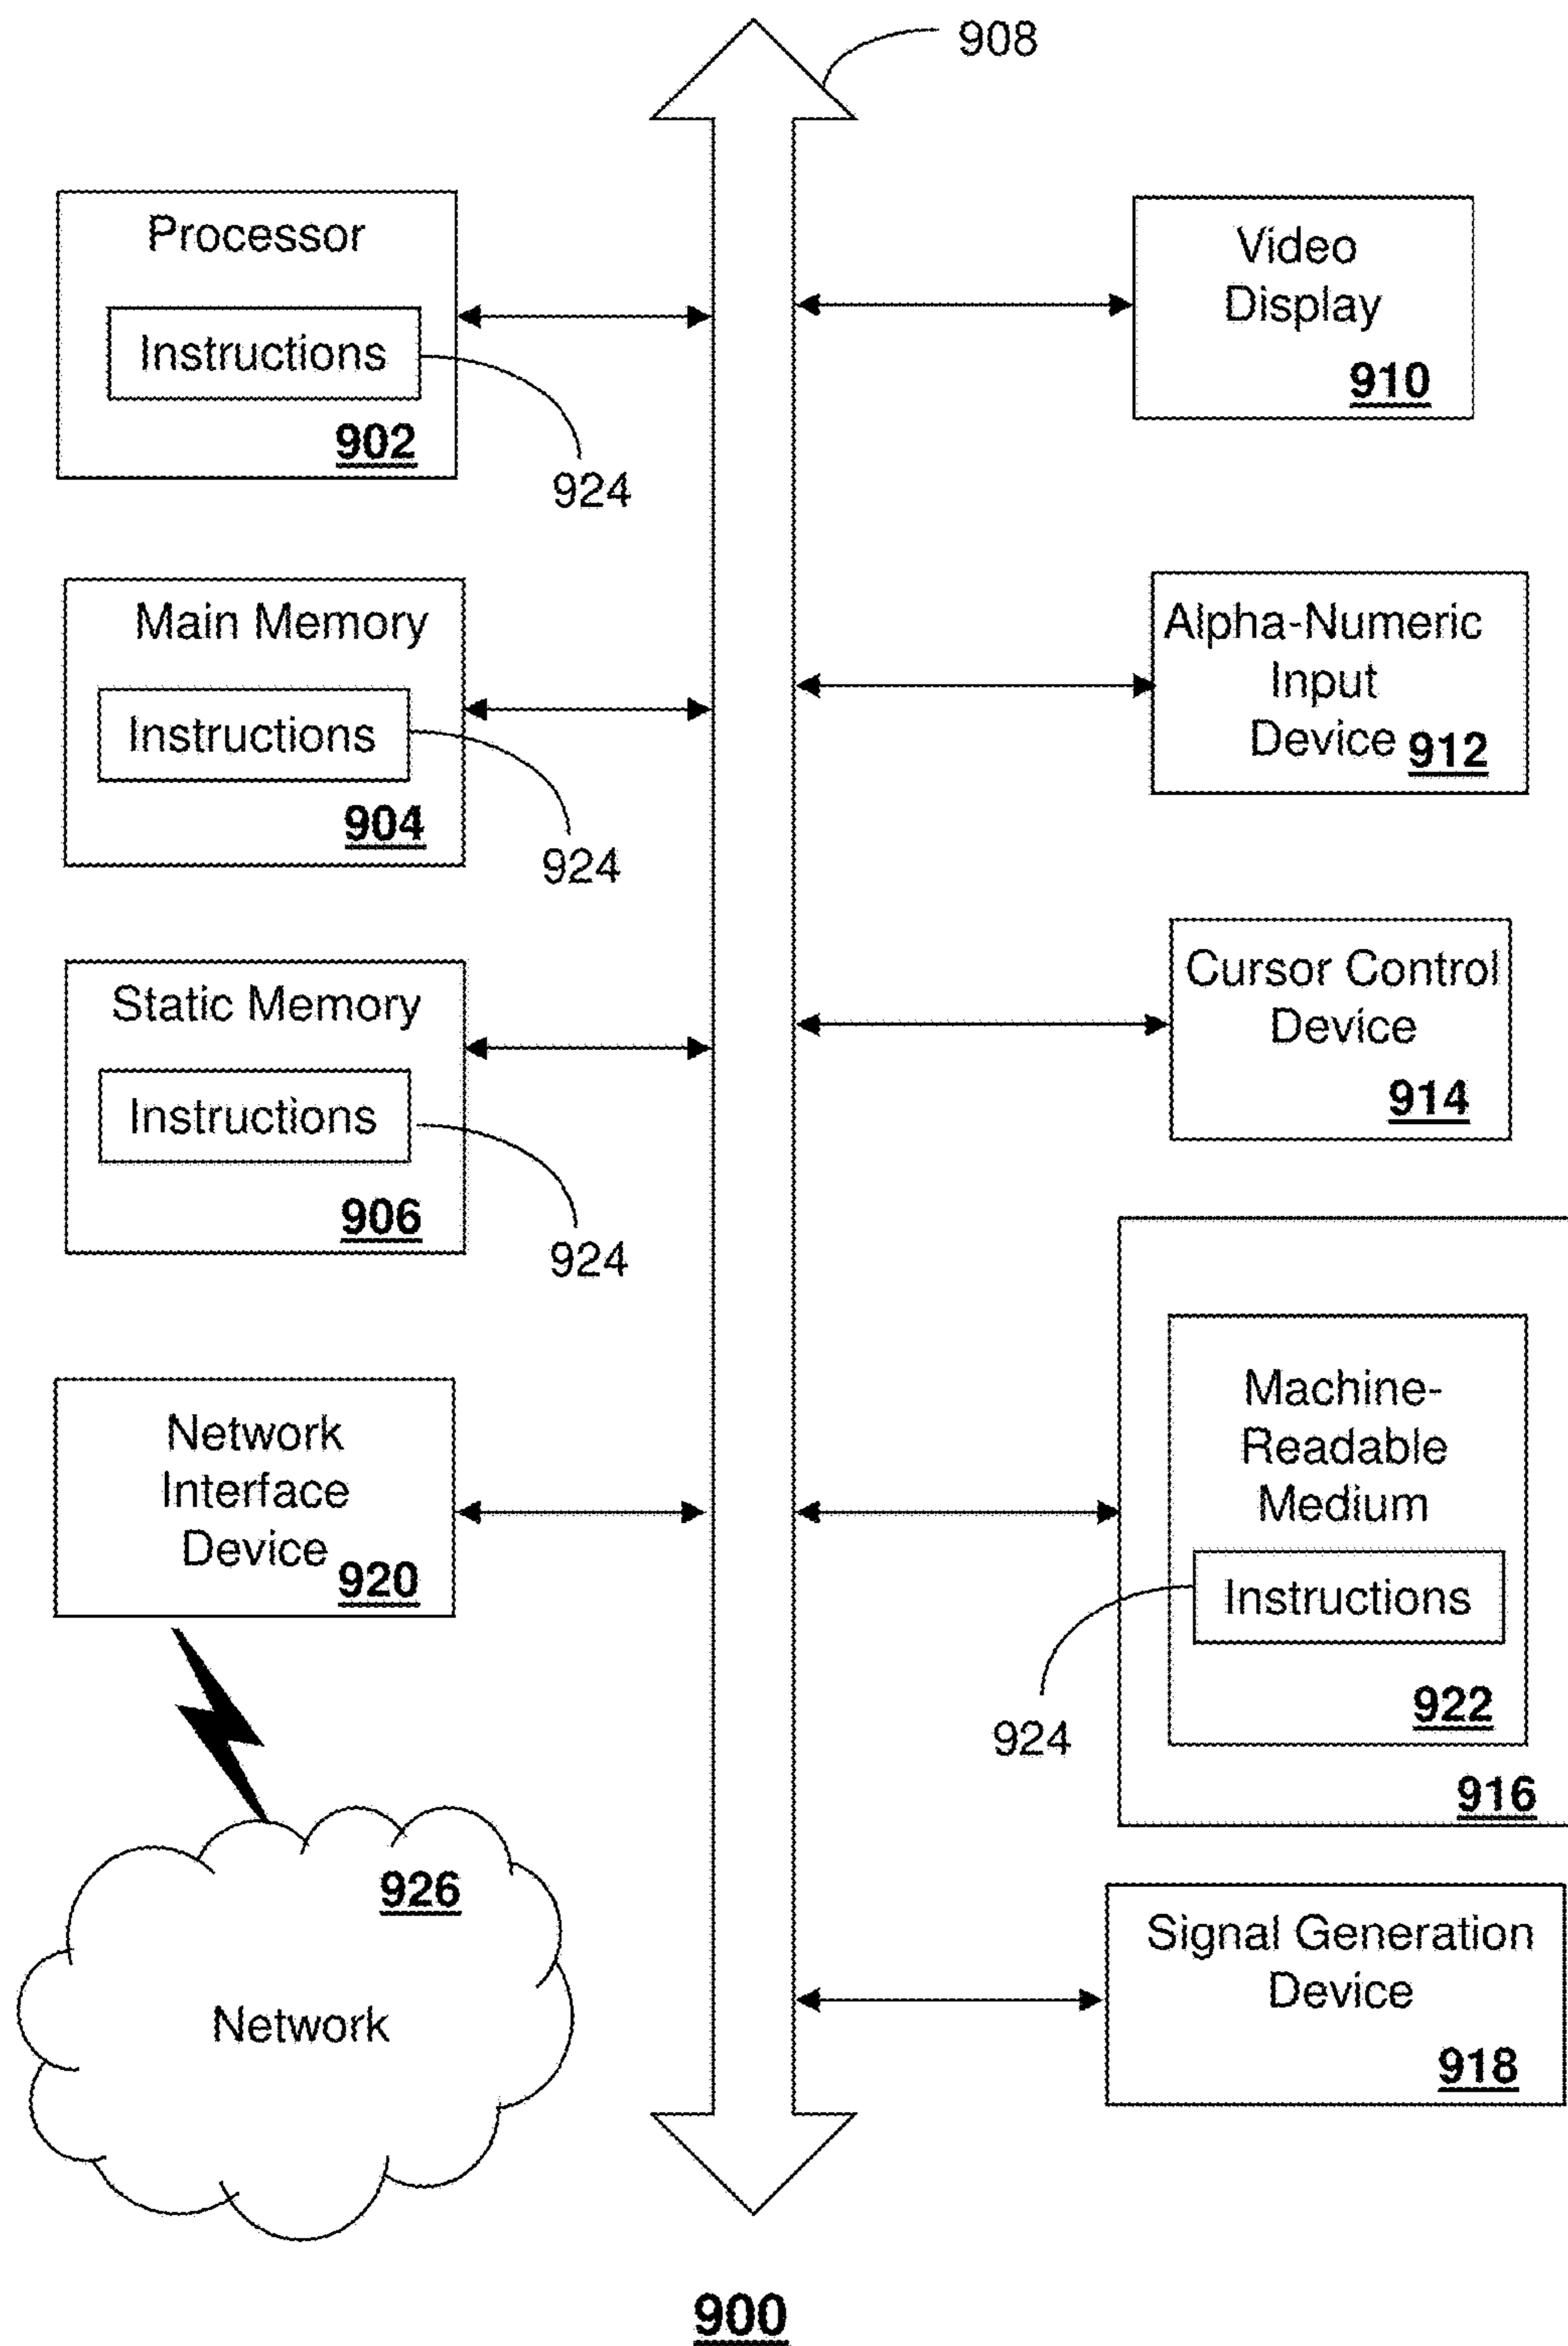 908
Processor
Instructions
902
924
Main Memory
Instructions
904
924
Static Memory
Instructions
906
924
Network
Interface
Device
920
926
Network
Video
Display
910
Alpha-Numeric
Input
Device 912
Cursor Control
Device
914
Machine-
Readable
Medium
Instructions
922
924
916
Signal Generation
Device
918
900